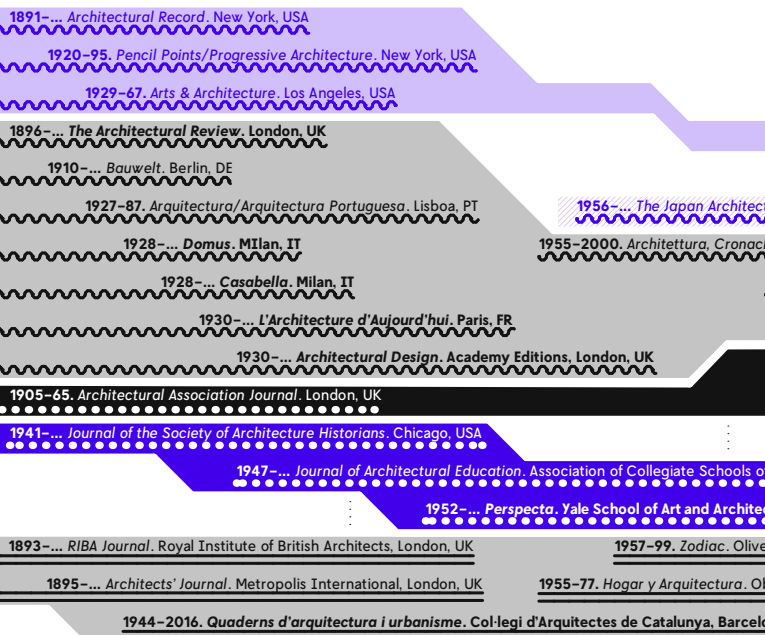 1891–... Architectural Record. New York, USA
1920–95. Pencil Points/Progressive Architecture. New York, USA
1929–67. Arts & Architecture. Los Angeles, USA
1896–... The Architectural Review. London, UK
1910–... Bauwelt. Berlin, DE
1927–87. Arquitectura/Arquitectura Portuguesa. Lisboa, PT
1956–... The Japan Architect
1928–... Domus. MIlan, IT
1955–2000. Architettura, Cronac
1928–... Casabella. Milan, IT
1930–... L'Architecture d'Aujourd'hui. Paris, FR
1930–... Architectural Design. Academy Editions, London, UK
1905–65. Architectural Association Journal. London, UK
1941–... Journal of the Society of Architecture Historians. Chicago, USA
1947–... Journal of Architectural Education. Association of Collegiate Schools o
1952–... Perspecta. Yale School of Art and Archite
1893–... RIBA Journal. Royal Institute of British Architects, London, UK
1957–99. Zodiac. Olive
1895–... Architects' Journal. Metropolis International, London, UK
1955–77. Hogar y Arquitectura. Ob
1944–2016. Quaderns d'arquitectura i urbanisme. Col·legi d'Arquitectes de Catalunya, Barcelo